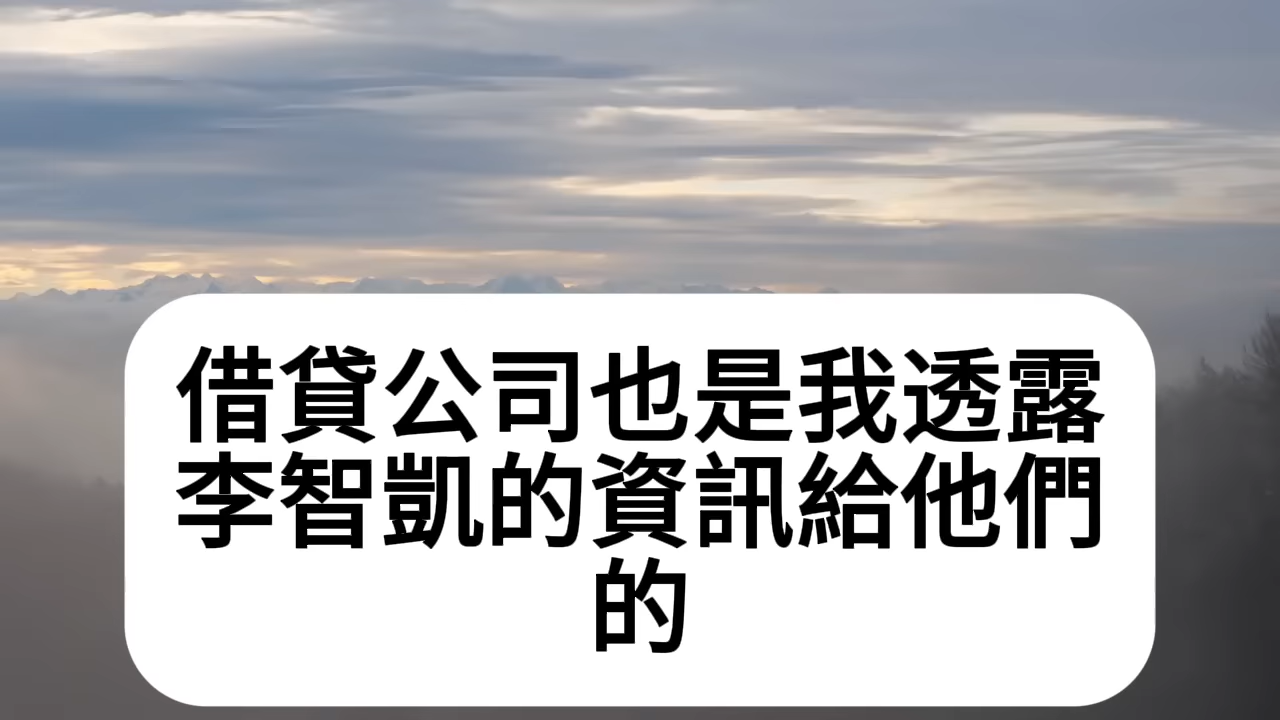 借貸公司也是我透露
李智凱的資訊給他們
的